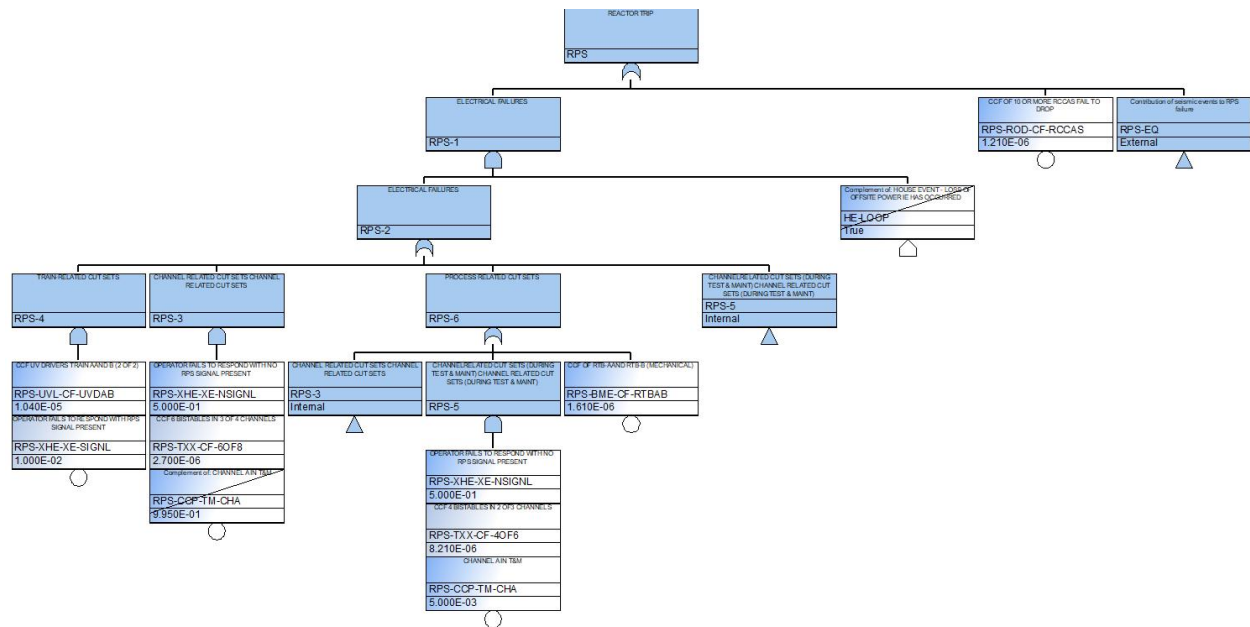 REACTOR TRIP
RPS
ELECTRICAL FAILURES
RPS-1
CCF OF 10 OR MORE RCCAS FAIL TO
DROP
RPS-ROD-CF-RCCAS
1.210E-06
Contribution of seismic events to RPS
failure
RPS-EQ
External
ELECTRICAL FAILURES
RPS-2
Complement of: HOUSE EVENT - LOSS OF
OFFSITE POWER IE HAS OCCURRED
HE-LOOP
True
TRAIN-RELATED CUT SETS
RPS-4
CHANNEL RELATED CUT SETS CHANNEL
RELATED CUT SETS
RPS-3
PROCESS RELATED CUT SETS
RPS-6
CHANNELRELATED CUT SETS (DURING
TEST & MAINT) CHANNEL RELATED CUT
SETS (DURING TEST & MAINT)
RPS-5
Internal
CCF UV DRIVERS TRAIN A AND B (2 OF 2)
RPS-UVL-CF-UVDAB
1.040E-05
OPERATOR FAILS TO RESPOND WITH RPS
SIGNAL PRESENT
RPS-XHE-XE-SIGNL
1.000E-02
OPERATOR FAILS TO RESPOND WITH NO
RPS SIGNAL PRESENT
RPS-XHE-XE-NSIGNL
5.000E-01
CCF 6 BISTABLES IN 3 OF 4 CHANNELS
RPS-TXX-CF-6OF8
2.700E-06
Complement of: CHANNEL A IN T&M
RPS-CCP-TM-CHA
9.950E-01
CHANNEL RELATED CUT SETS CHANNEL
RELATED CUT SETS
RPS-3
Internal
CHANNELRELATED CUT SETS (DURING
TEST & MAINT) CHANNEL RELATED CUT
SETS (DURING TEST & MAINT)
RPS-5
CCF OF RTB-A AND RTB-B (MECHANICAL)
RPS-BME-CF-RTBAB
1.610E-06
OPERATOR FAILS TO RESPOND WITH NO
RPS SIGNAL PRESENT
RPS-XHE-XE-NSIGNL
5.000E-01
CCF 4 BISTABLES IN 2 OF 3 CHANNELS
RPS-TXX-CF-4OF6
8.210E-06
CHANNEL A IN T&M
RPS-CCP-TM-CHA
5.000E-03